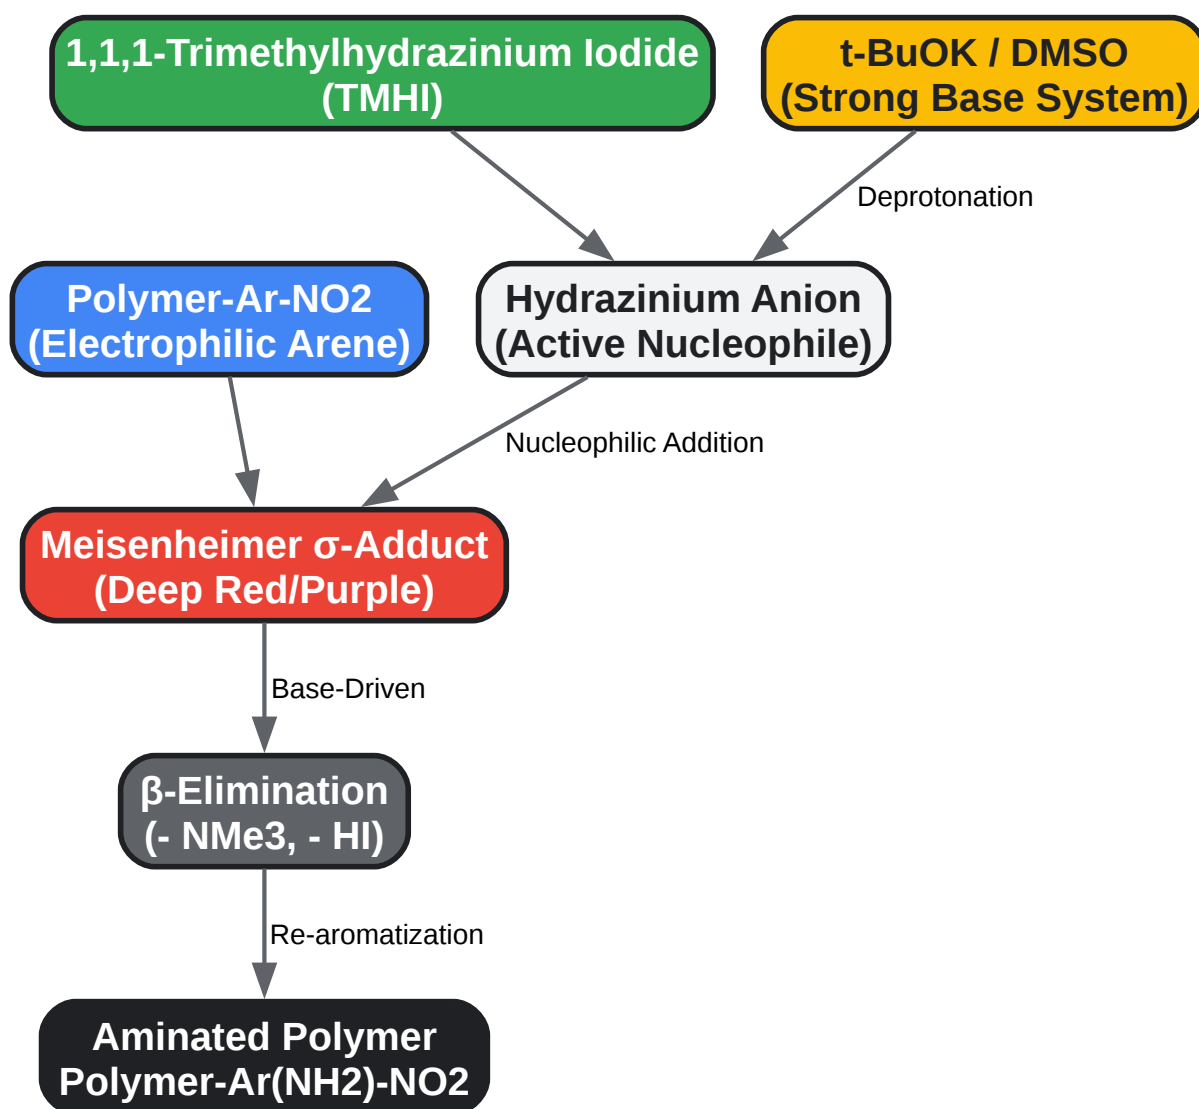 1,1,1-Trimethylhydrazinium Iodide
(TMHI)
t-BuOK / DMSO
(Strong Base System)
Deprotonation
Polymer-Ar-NO2
(Electrophilic Arene)
Hydrazinium Anion
(Active Nucleophile)
Nucleophilic Addition
Meisenheimer σ-Adduct
(Deep Red/Purple)
Base-Driven
β-Elimination
(- NMe3, - HI)
Re-aromatization
Aminated Polymer
Polymer-Ar(NH2)-NO2